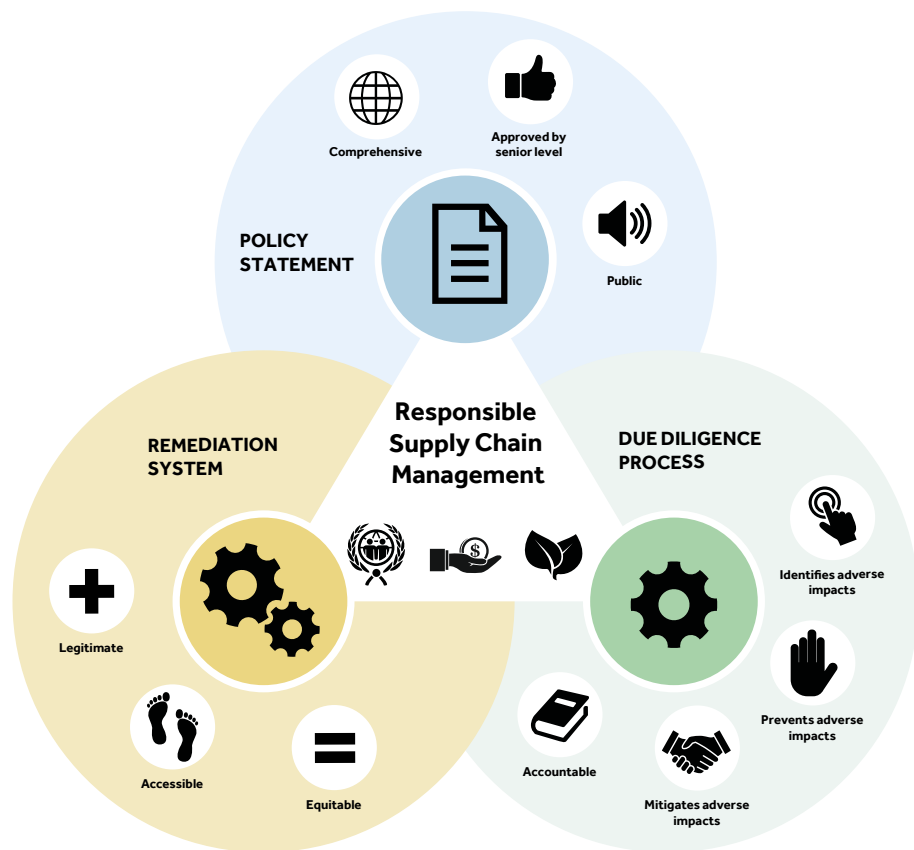 Comprehensive
Approved by
senior level
Public
POLICY
STATEMENT
Responsible
Supply Chain
Management
$
REMEDIATION
SYSTEM
Legitimate
Accessible
Equitable
DUE DILIGENCE
PROCESS
Identifies adverse
impacts
Prevents adverse
impacts
Mitigates adverse
impacts
Accountable